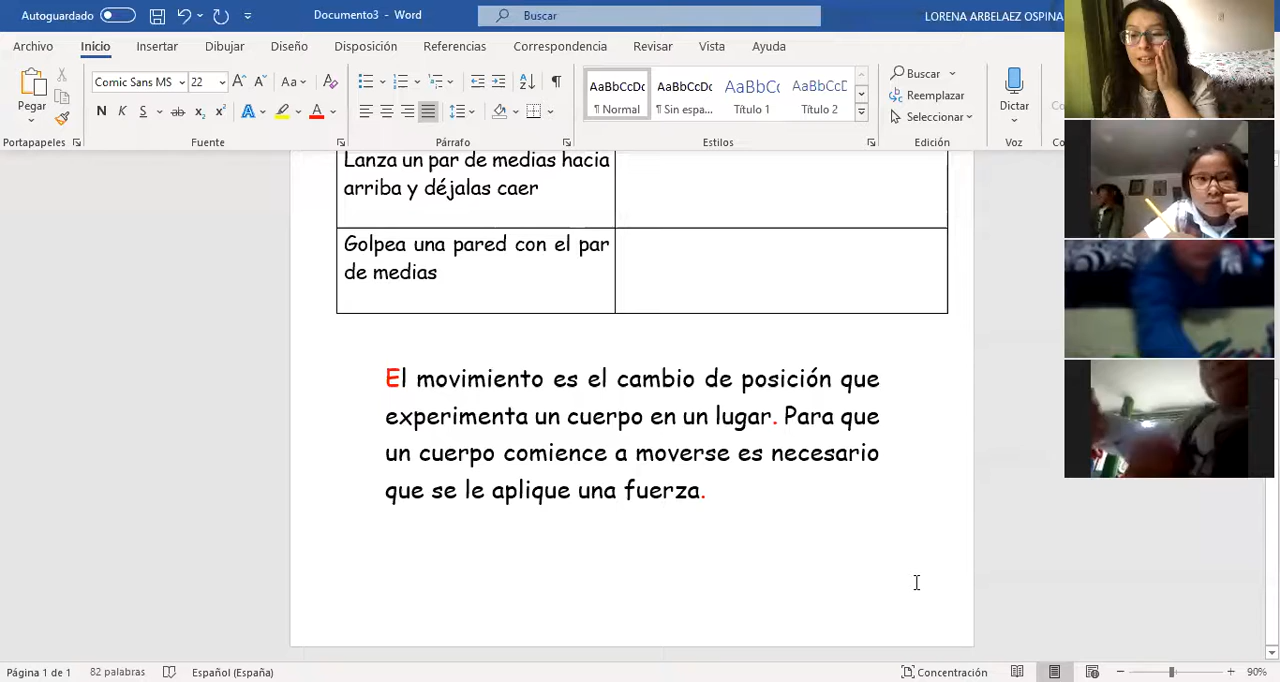 Autoguardado
Documento3 - Word
Buscar
LORENA ARBELAEZ OSPINA
Archivo Inicio Insertar Dibujar Diseño Disposición Referencias Correspondencia Revisar Vista Ayuda
Pegar
Comic Sans MS 22
Aa
N K S ab x₂ x² A A
AaBbCcDc AaBbCcDc AaBbCc AaBbCcD
¶ Normal ¶ Sin espa... Título 1 Título 2
Buscar
Reemplazar
Seleccionar
Dictar
Portapapeles Fuente Párrafo Estilos Edición Voz
Lanza un par de medias hacia
arriba y déjalas caer
Golpea una pared con el par
de medias
El movimiento es el cambio de posición que
experimenta un cuerpo en un lugar. Para que
un cuerpo comience a moverse es necesario
que se le aplique una fuerza.
Página 1 de 1 82 palabras Español (España) Concentración 90%